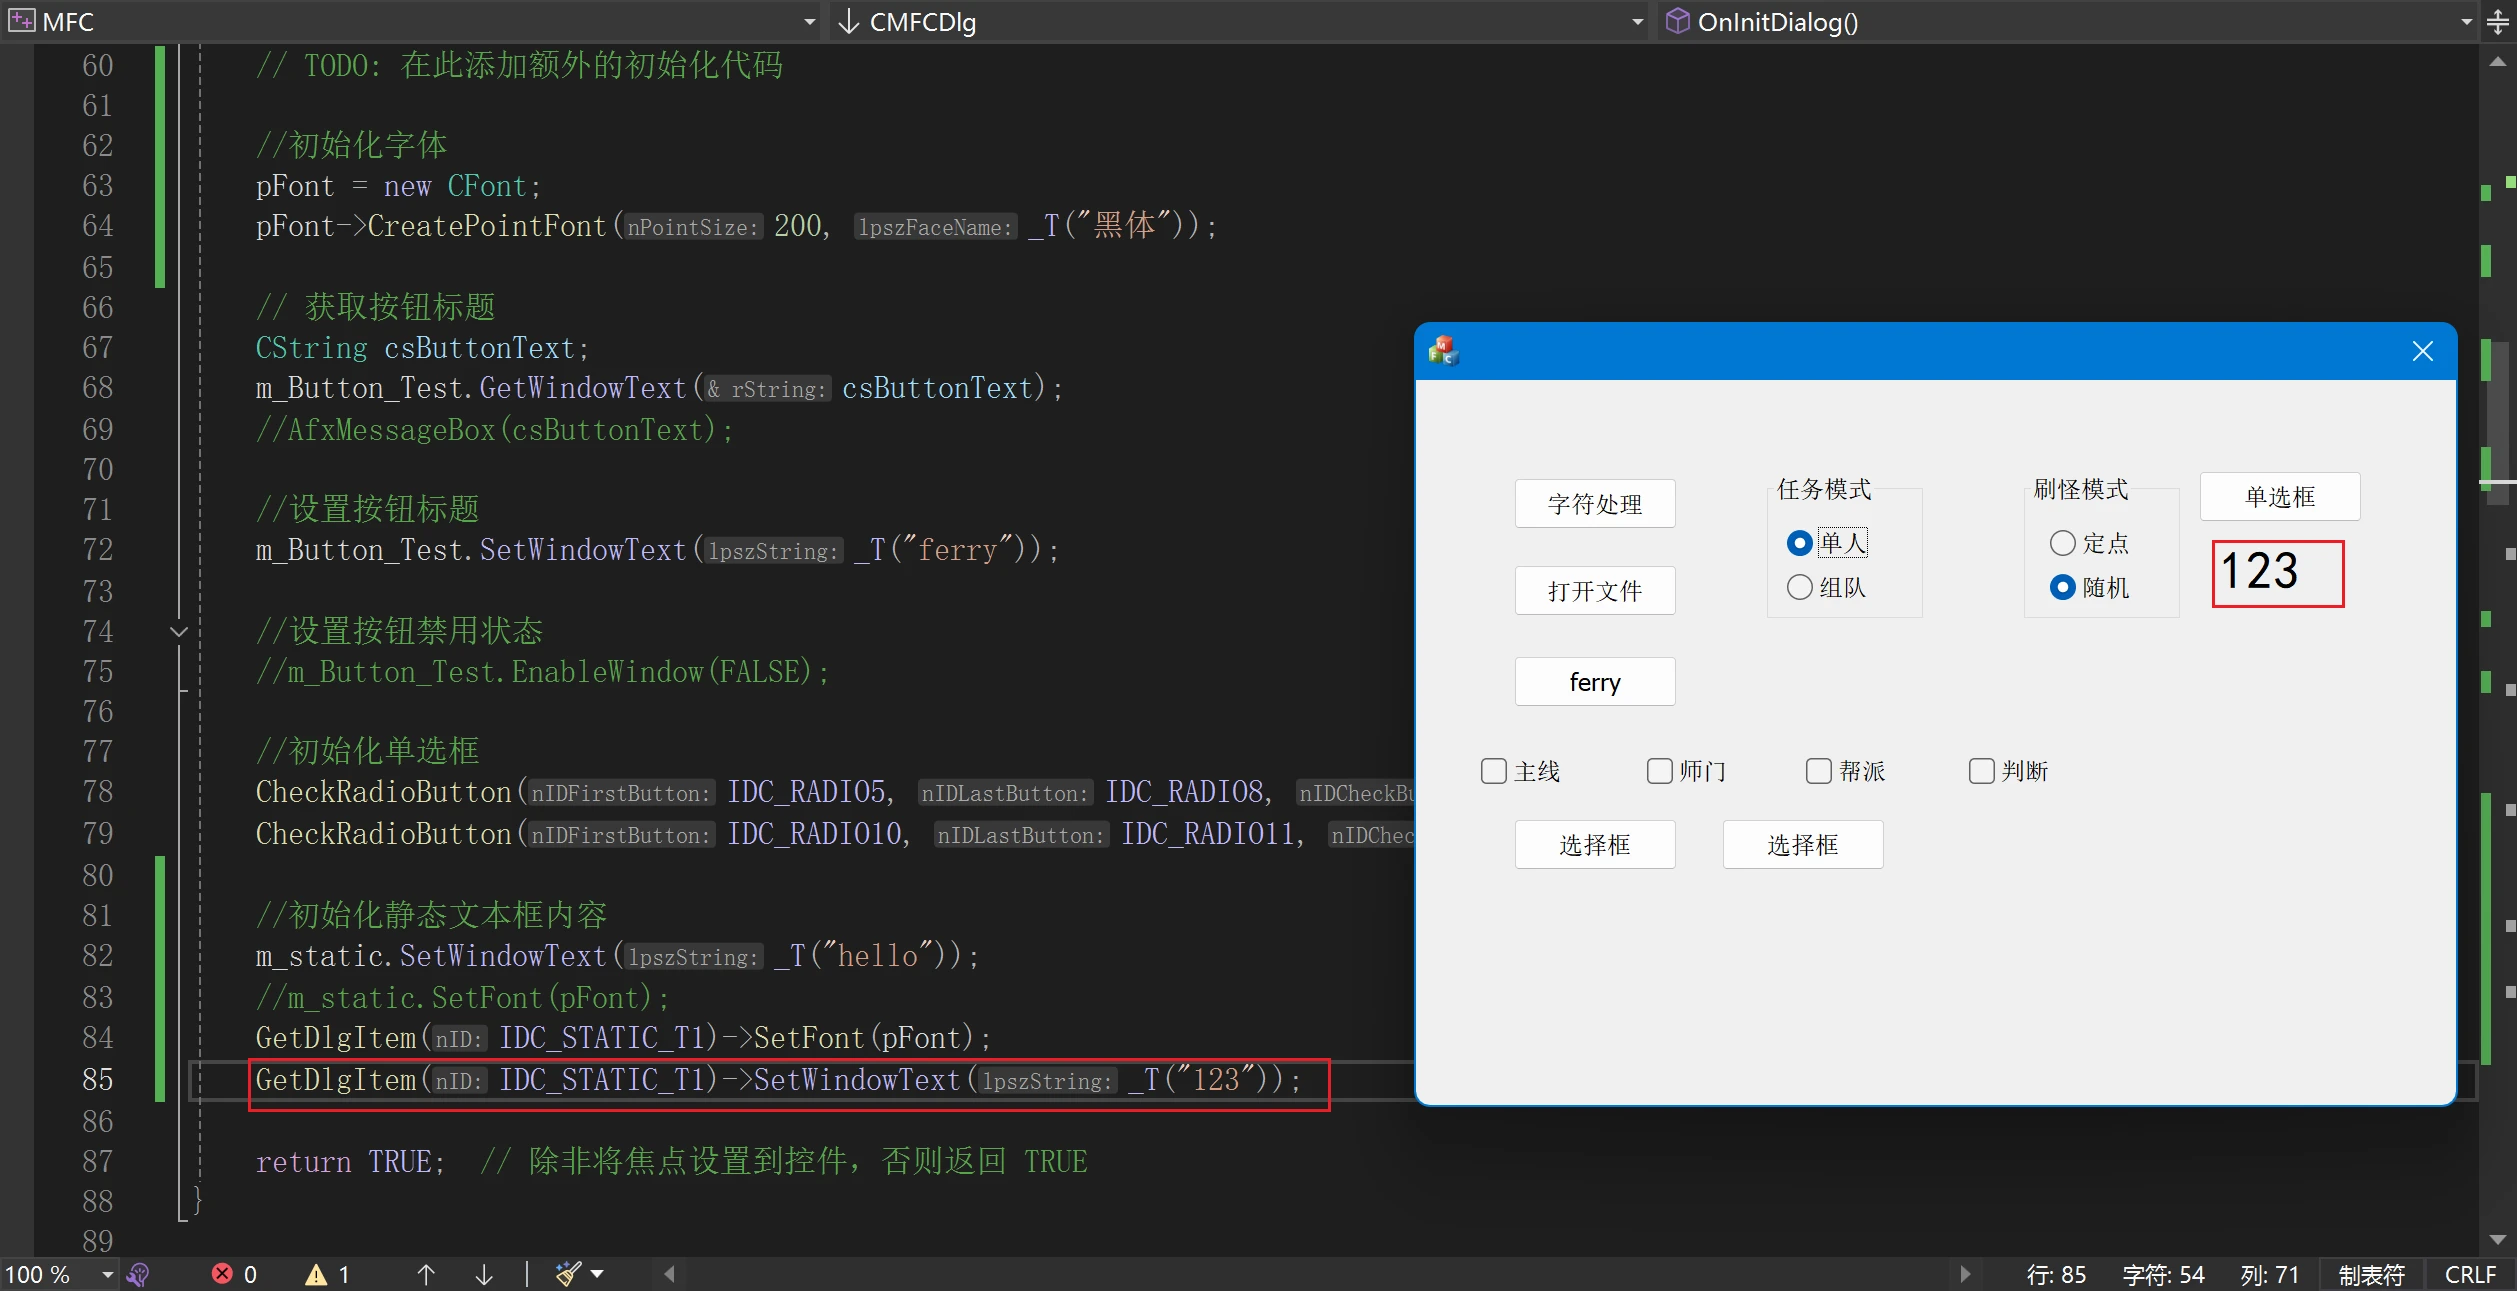 MFC
CMFCDlg
OnInitDialog()
60 // TODO: 在此添加额外的初始化代码
61
62 //初始化字体
63 pFont = new CFont;
64 pFont->CreatePointFont(nPointSize: 200, lpszFaceName: _T("黑体"));
65
66 // 获取按钮标题
67 CString csButtonText;
68 m_Button_Test.GetWindowText(& rString: csButtonText);
69 //AfxMessageBox(csButtonText);
70
71 //设置按钮标题
72 m_Button_Test.SetWindowText(lpszString: _T("ferry"));
73
74 //设置按钮禁用状态
75 //m_Button_Test.EnableWindow(FALSE);
76
77 //初始化单选框
78 CheckRadioButton(nIDFirstButton: IDC_RADIO5, nIDLastButton: IDC_RADIO8, nIDCheckBu
79 CheckRadioButton(nIDFirstButton: IDC_RADIO10, nIDLastButton: IDC_RADIO11, nIDChec
80
81 //初始化静态文本框内容
82 m_static.SetWindowText(lpszString: _T("hello"));
83 //m_static.SetFont(pFont);
84 GetDlgItem(nID: IDC_STATIC_T1)->SetFont(pFont);
85 GetDlgItem(nID: IDC_STATIC_T1)->SetWindowText(lpszString: _T("123"));
86
87 return TRUE; // 除非将焦点设置到控件，否则返回 TRUE
88 }
89
字符处理
打开文件
ferry
任务模式
单人
组队
刷怪模式
定点
随机
单选框
123
主线 师门 帮派 判断
选择框 选择框
100 % 0 1 行: 85 字符: 54 列: 71 制表符 CRLF